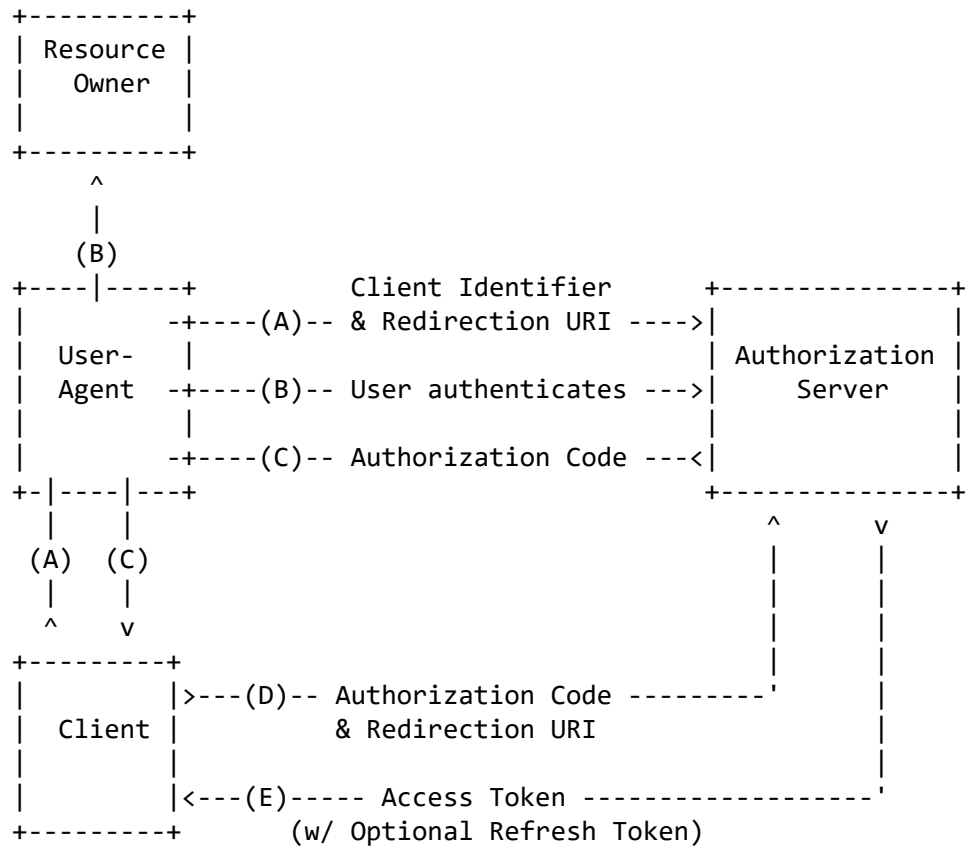 Resource
Owner
(B)
Client Identifier
(A) & Redirection URI
User-
Agent
Authorization
Server
(B) User authenticates
(C) Authorization Code
(A) (C)
Client
(D) Authorization Code
& Redirection URI
(E) Access Token
(w/ Optional Refresh Token)